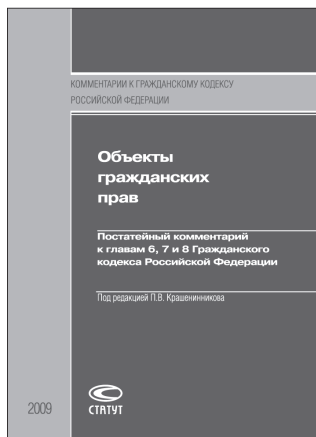 КОММЕНТАРИИ К ГРАЖДАНСКОМУ КОДЕКСУ
РОССИЙСКОЙ ФЕДЕРАЦИИ
Объекты
гражданских
прав
Постатейный комментарий
к главам 6, 7 и 8 Гражданского
кодекса Российской Федерации
Под редакцией П.В. Крашенинникова
2009
СТАТУТ